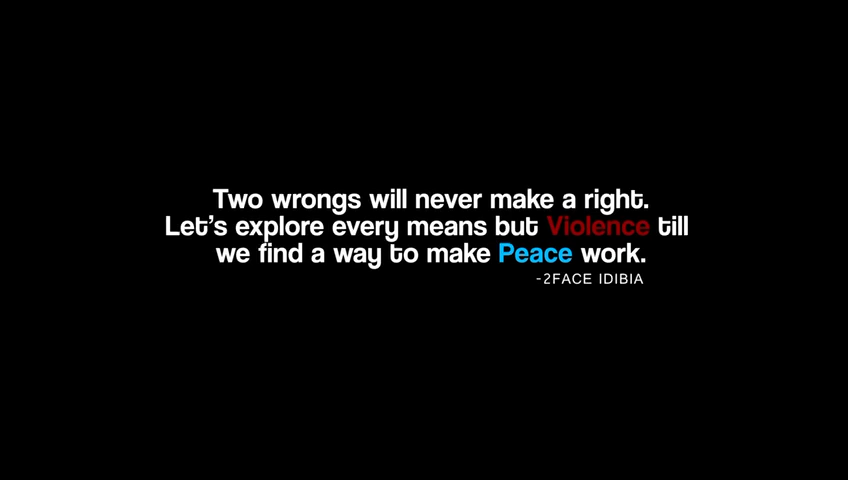 Two wrongs will never make a right.
Let's explore every means but Violence till
we find a way to make Peace work.
-2FACE IDIBIA